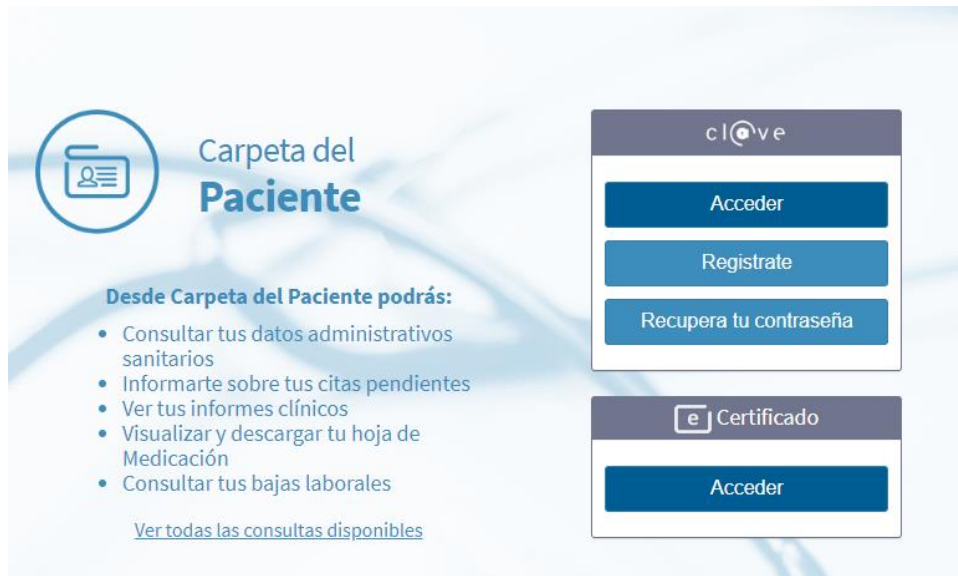 Carpeta del
Paciente
Desde Carpeta del Paciente podrás:
• Consultar tus datos administrativos
sanitarios
• Informarte sobre tus citas pendientes
• Ver tus informes clínicos
• Visualizar y descargar tu hoja de
Medicación
• Consultar tus bajas laborales
Ver todas las consultas disponibles
cl@ve
Acceder
Registrate
Recupera tu contraseña
e Certificado
Acceder